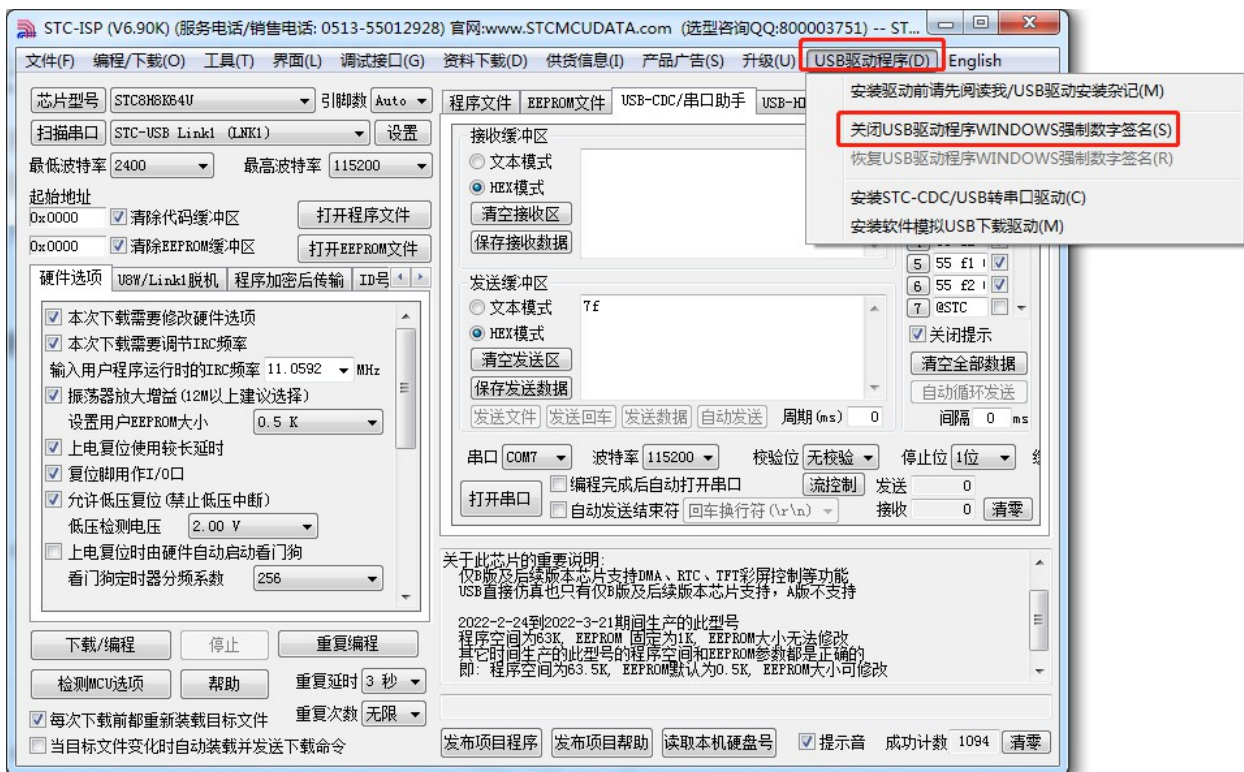 STC-ISP (V6.90K) (服务电话/销售电话: 0513-55012928) 官网:www.STCMCUDATA.com (选型咨询QQ:800003751) -- ST...
文件(F) 编程/下载(O) 工具(T) 界面(L) 调试接口(G) 资料下载(D) 供货信息(I) 产品广告(S) 升级(U) USB驱动程序(D) English
安装驱动前请先阅读我/USB驱动安装杂记(M)
关闭USB驱动程序WINDOWS强制数字签名(S)
恢复USB驱动程序WINDOWS强制数字签名(R)
安装STC-CDC/USB转串口驱动(C)
安装软件模拟USB下载驱动(M)
芯片型号 STC8H8K64U 引脚数 Auto
扫描串口 STC-USB Link1 (LNK1) 设置
最低波特率 2400 最高波特率 115200
起始地址
0x0000 清除代码缓冲区 打开程序文件
0x0000 清除EEPROM缓冲区 打开EEPROM文件
硬件选项 U8W/Link1脱机 程序加密后传输 ID号
本次下载需要修改硬件选项
本次下载需要调节IRC频率
输入用户程序运行时的IRC频率 11.0592 MHz
振荡器放大增益(12M以上建议选择)
设置用户EEPROM大小 0.5 K
上电复位使用较长延时
复位脚用作I/O口
允许低压复位(禁止低压中断)
低压检测电压 2.00 V
上电复位时由硬件自动启动看门狗
看门狗定时器分频系数 256
下载/编程 停止 重复编程
检测MCU选项 帮助 重复延时 3 秒
每次下载前都重新装载目标文件 重复次数 无限
当目标文件变化时自动装载并发送下载命令
程序文件 EEPROM文件 USB-CDC/串口助手
接收缓冲区
文本模式
HEX模式
清空接收区
保存接收数据
5 55 f1
6 55 f2
7 @STC
发送缓冲区
文本模式 7f
HEX模式 关闭提示
清空发送区 清空全部数据
保存发送数据 自动循环发送
发送文件 发送回车 发送数据 自动发送 周期(ms) 0 间隔 0 ms
串口 COM7 波特率 115200 校验位 无校验 停止位 1位
打开串口 编程完成后自动打开串口 流控制 发送 0
自动发送结束符 回车换行符(\r\n) 接收 0 清零
关于此芯片的重要说明:
仅B版及后续版本芯片支持DMA、RTC、TFT彩屏控制等功能
USB直接仿真也只有仅B版及后续版本芯片支持, A版不支持
2022-2-24到2022-3-21期间生产的此型号
程序空间为63K, EEPROM 固定为1K, EEPROM大小无法修改
其它时间生产的此型号的程序空间和EEPROM参数都是正确的
即: 程序空间为63.5K, EEPROM默认为0.5K, EEPROM大小可修改
发布项目程序 发布项目帮助 读取本机硬盘号 提示音 成功计数 1094 清零